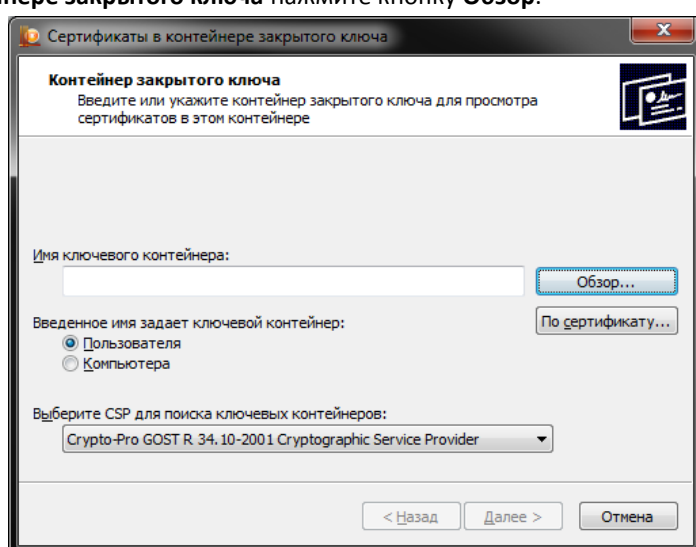 нере закрытого ключа нажмите кнопку Обзор.
Сертификаты в контейнере закрытого ключа
Контейнер закрытого ключа
Введите или укажите контейнер закрытого ключа для просмотра
сертификатов в этом контейнере
Имя ключевого контейнера:
Обзор...
Введенное имя задает ключевой контейнер:
По сертификату...
Пользователя
Компьютера
Выберите CSP для поиска ключевых контейнеров:
Crypto-Pro GOST R 34.10-2001 Cryptographic Service Provider
< Назад
Далее >
Отмена